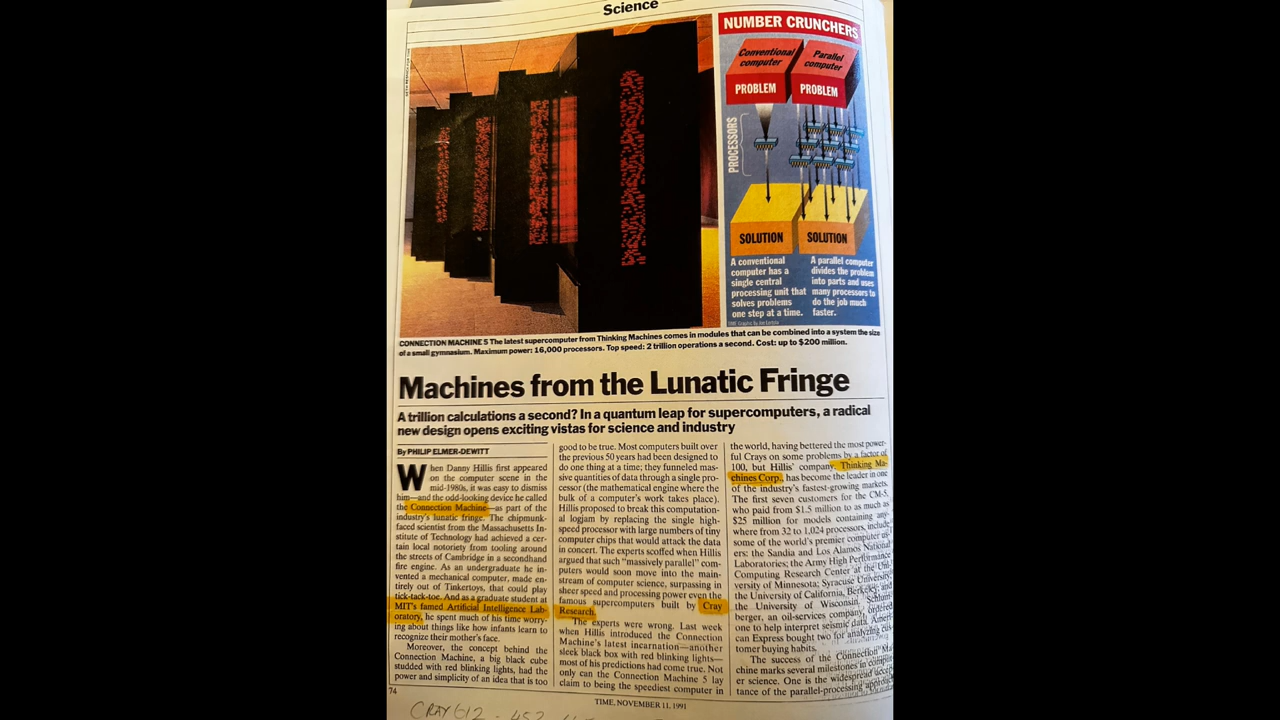 Science
NUMBER CRUNCHERS
Conventional
computer
Parallel
computer
PROBLEM
PROBLEM
PROCESSORS
SOLUTION
SOLUTION
A conventional
computer has a
single central
processing unit that
solves problems
one step at a time.
A parallel computer
divides the problem
into parts and uses
many processors to
do the job much
faster.
CONNECTION MACHINE 5 The latest supercomputer from Thinking Machines comes in modules that can be combined into a system the size
of a small gymnasium. Maximum power: 16,000 processors. Top speed: 2 trillion operations a second. Cost: up to $200 million.
Machines from the Lunatic Fringe
A trillion calculations a second? In a quantum leap for supercomputers, a radical
new design opens exciting vistas for science and industry
By PHILIP ELMER-DEWITT
When Danny Hillis first appeared
on the computer scene in the
mid-1980s, it was easy to dismiss
him—and the odd-looking device he called
the Connection Machine—as part of the
industry's lunatic fringe. The chipmunk-
faced scientist from the Massachusetts In-
stitute of Technology had achieved a cer-
tain local notoriety from tooling around
the streets of Cambridge in a secondhand
fire engine. As an undergraduate he in-
vented a mechanical computer, made en-
tirely out of Tinkertoys, that could play
tick-tack-toe. And as a graduate student at
MIT's famed Artificial Intelligence Lab-
oratory, he spent much of his time worry-
ing about things like how infants learn to
recognize their mother's face.
Moreover, the concept behind the
Connection Machine, a big black cube
studded with red blinking lights, had the
power and simplicity of an idea that is too
good to be true. Most computers built over
the previous 50 years had been designed to
do one thing at a time; they funneled mas-
sive quantities of data through a single pro-
cessor (the mathematical engine where the
bulk of a computer's work takes place).
Hillis proposed to break this computation-
al logjam by replacing the single high-
speed processor with large numbers of tiny
computer chips that would attack the data
in concert. The experts scoffed when Hillis
argued that such "massively parallel" com-
puters would soon move into the main-
stream of computer science, surpassing in
sheer speed and processing power even the
famous supercomputers built by Cray
Research.
The experts were wrong. Last week
when Hillis introduced the Connection
Machine's latest incarnation—another
sleek black box with red blinking lights—
most of his predictions had come true. Not
only can the Connection Machine 5 lay
claim to being the speediest computer in
the world, having bettered the most power-
ful Crays on some problems by a factor of
100, but Hillis' company, Thinking Ma-
chines Corp., has become the leader in one
of the industry's fastest-growing markets.
The first seven customers for the CM-5,
who paid from $1.5 million to as much as
$25 million for models containing any-
where from 32 to 1,024 processors, include
some of the world's premier computer us-
ers: the Sandia and Los Alamos National
Laboratories; the Army High Performance
Computing Research Center at the Uni-
versity of Minnesota; Syracuse University;
the University of California, Berkeley; and
the University of Wisconsin. Schlum-
berger, an oil-services company, ordered
one to help interpret seismic data. Ameri-
can Express bought two for analyzing cus-
tomer buying habits.
The success of the Connection Ma-
chine marks several milestones in comput-
er science. One is the widespread accep-
tance of the parallel-processing approach
74
TIME, NOVEMBER 11, 1991
CRAY